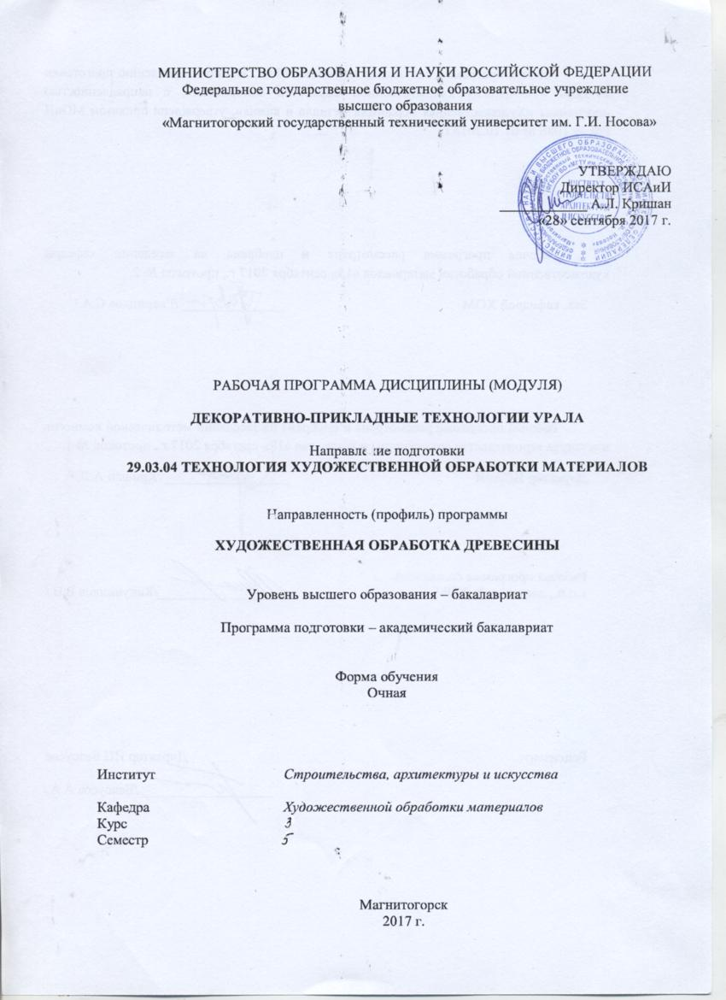 МИНИСТЕРСТВО ОБРАЗОВАНИЯ И НАУКИ РОССИЙСКОЙ ФЕДЕРАЦИИ
Федеральное государственное бюджетное образовательное учреждение
высшего образования
«Магнитогорский государственный технический университет им. Г.И. Носова»
УТВЕРЖДАЮ
Директор ИСАиИ
А.Л. Кришан
«28» сентября 2017 г.
РАБОЧАЯ ПРОГРАММА ДИСЦИПЛИНЫ (МОДУЛЯ)
ДЕКОРАТИВНО-ПРИКЛАДНЫЕ ТЕХНОЛОГИИ УРАЛА
Направление подготовки
29.03.04 ТЕХНОЛОГИЯ ХУДОЖЕСТВЕННОЙ ОБРАБОТКИ МАТЕРИАЛОВ
Направленность (профиль) программы
ХУДОЖЕСТВЕННАЯ ОБРАБОТКА ДРЕВЕСИНЫ
Уровень высшего образования – бакалавриат
Программа подготовки – академический бакалавриат
Форма обучения
Очная
Институт Строительства, архитектуры и искусства
Кафедра Художественной обработки материалов
Курс 3
Семестр 5
Магнитогорск
2017 г.